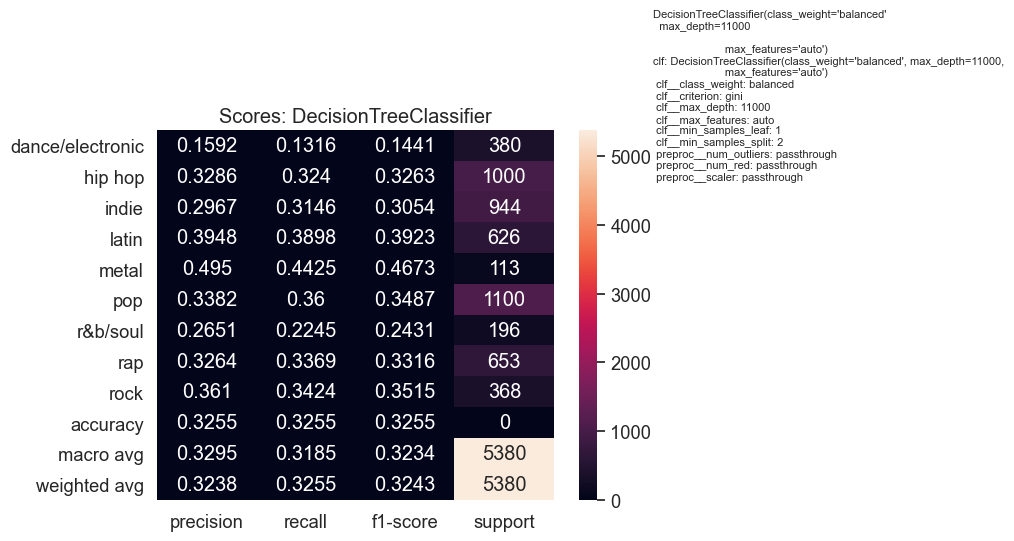 DecisionTreeClassifier(class_weight='balanced'
max_depth=11000
max_features='auto')
clf: DecisionTreeClassifier(class_weight='balanced', max_depth=11000,
max_features='auto')
clf__class_weight: balanced
clf__criterion: gini
clf__max_depth: 11000
clf__max_features: auto
clf__min_samples_leaf: 1
clf__min_samples_split: 2
preproc__num_outliers: passthrough
preproc__num_red: passthrough
preproc__scaler: passthrough
Scores: DecisionTreeClassifier
dance/electronic 0.1592 0.1316 0.1441 380
hip hop 0.3286 0.324 0.3263 1000
indie 0.2967 0.3146 0.3054 944
latin 0.3948 0.3898 0.3923 626
metal 0.495 0.4425 0.4673 113
pop 0.3382 0.36 0.3487 1100
r&b/soul 0.2651 0.2245 0.2431 196
rap 0.3264 0.3369 0.3316 653
rock 0.361 0.3424 0.3515 368
accuracy 0.3255 0.3255 0.3255 0
macro avg 0.3295 0.3185 0.3234 5380
weighted avg 0.3238 0.3255 0.3243 5380
precision recall f1-score support
5000
4000
3000
2000
1000
0